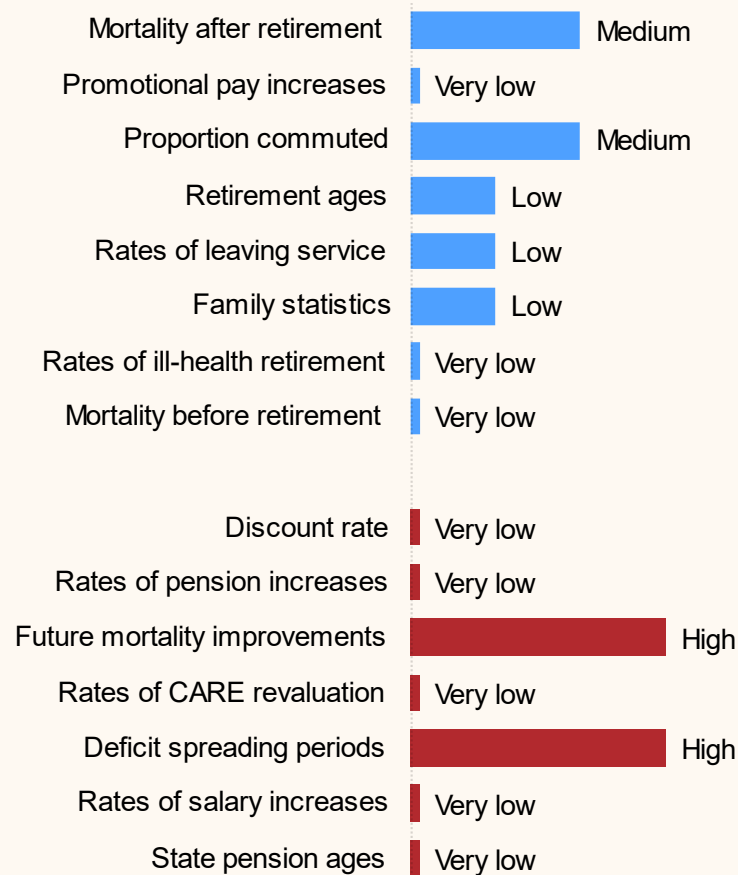 Mortality after retirement Medium
Promotional pay increases Very low
Proportion commuted Medium
Retirement ages Low
Rates of leaving service Low
Family statistics Low
Rates of ill-health retirement Very low
Mortality before retirement Very low
Discount rate Very low
Rates of pension increases Very low
Future mortality improvements High
Rates of CARE revaluation Very low
Deficit spreading periods High
Rates of salary increases Very low
State pension ages Very low